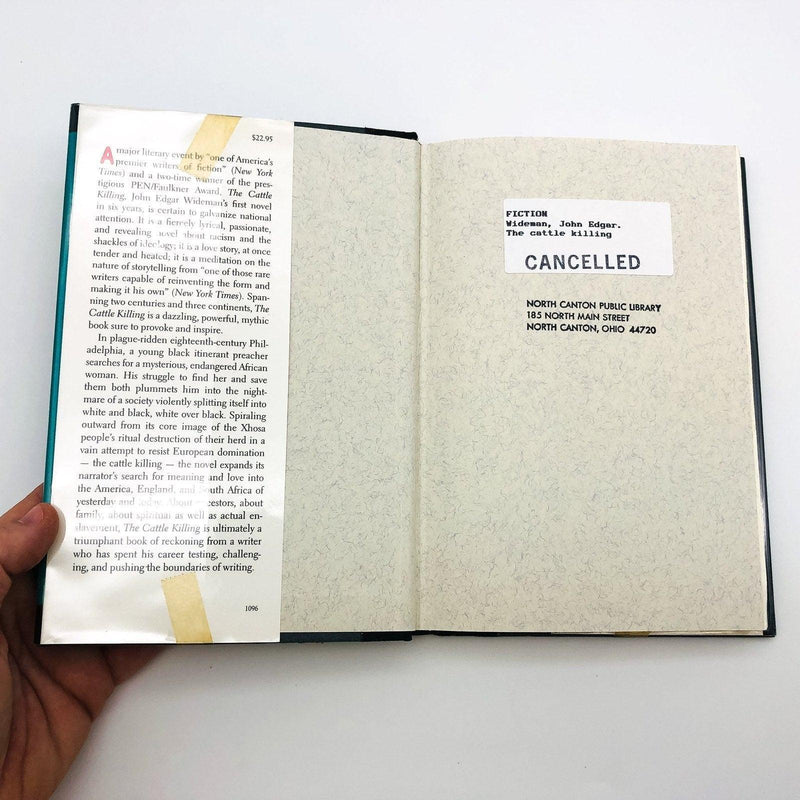 $22.95
A major literary event by "one of America's
premier writers of fiction" (New York
Times) and a two-time winner of the pres-
tigious PEN/Faulkner Award, The Cattle
Killing, John Edgar Wideman's first novel
in six years, is certain to galvanize national
attention. It is a fiercely lyrical, passionate,
and revealing novel about racism and the
shackles of ideology; it is a love story, at once
tender and heated; it is a meditation on the
nature of storytelling from "one of those rare
writers capable of reinventing the form and
making it his own" (New York Times). Span-
ning two centuries and three continents, The
Cattle Killing is a dazzling, powerful, mythic
book sure to provoke and inspire.
In plague-ridden eighteenth-century Phil-
adelphia, a young black itinerant preacher
searches for a mysterious, endangered African
woman. His struggle to find her and save
them both plummets him into the night-
mare of a society violently splitting itself into
white and black, white over black. Spiraling
outward from its core image of the Xhosa
people's ritual destruction of their herd in a
vain attempt to resist European domination
— the cattle killing — the novel expands its
narrator's search for meaning and love into
the America, England, and South Africa of
yesterday and today. About ancestors, about
family, about spiritual as well as actual en-
slavement, The Cattle Killing is ultimately a
triumphant book of reckoning from a writer
who has spent his career testing, challeng-
ing, and pushing the boundaries of writing.
1096
FICTION
Wideman, John Edgar.
The cattle killing
CANCELLED
NORTH CANTON PUBLIC LIBRARY
185 NORTH MAIN STREET
NORTH CANTON, OHIO 44720